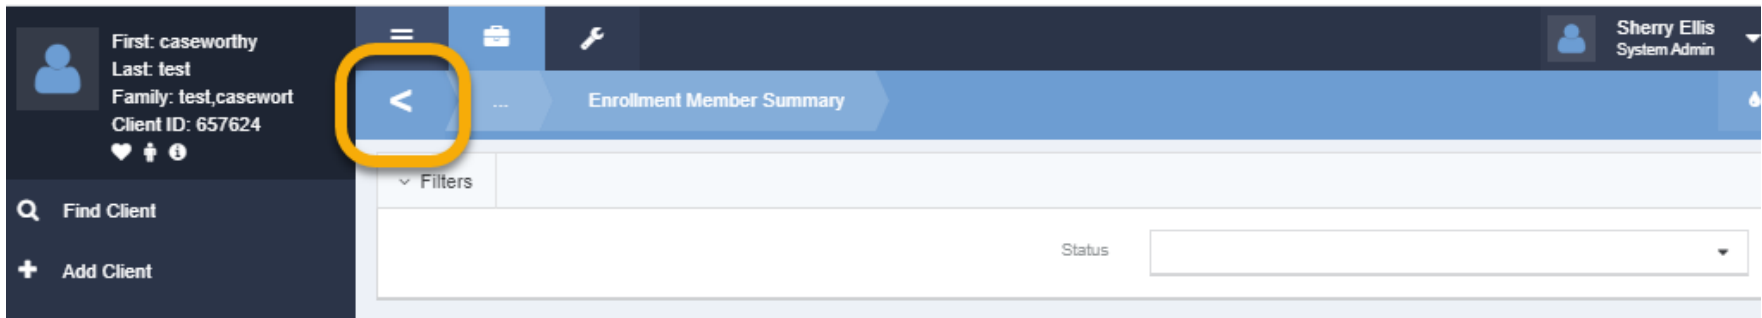 First: caseworthy
Last: test
Family: test,casewort
Client ID: 657624
Find Client
Add Client
Sherry Ellis
System Admin
< ... Enrollment Member Summary
Filters
Status